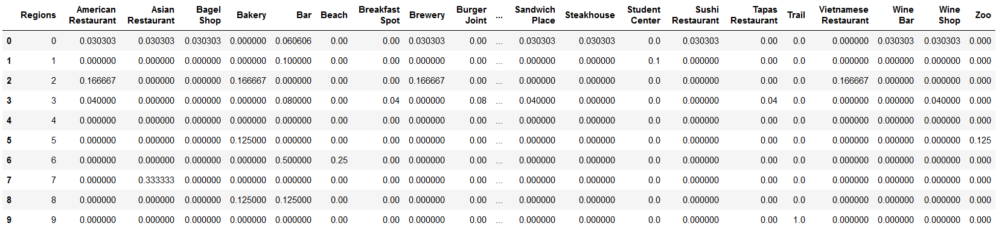 Regions American Restaurant Asian Restaurant Bagel Shop Bakery Bar Beach Breakfast Spot Brewery Burger Joint ... Sandwich Place Steakhouse Student Center Sushi Restaurant Tapas Restaurant Trail Vietnamese Restaurant Wine Bar Wine Shop Zoo
0 0 0.030303 0.030303 0.030303 0.000000 0.060606 0.00 0.00 0.030303 0.00 ... 0.030303 0.030303 0.0 0.030303 0.00 0.0 0.000000 0.030303 0.030303 0.000
1 1 0.000000 0.000000 0.000000 0.000000 0.100000 0.00 0.00 0.000000 0.00 ... 0.000000 0.000000 0.1 0.000000 0.00 0.0 0.000000 0.000000 0.000000 0.000
2 2 0.166667 0.000000 0.000000 0.166667 0.000000 0.00 0.00 0.166667 0.00 ... 0.000000 0.000000 0.0 0.000000 0.00 0.0 0.166667 0.000000 0.000000 0.000
3 3 0.040000 0.000000 0.000000 0.000000 0.080000 0.00 0.04 0.000000 0.08 ... 0.040000 0.000000 0.0 0.000000 0.04 0.0 0.000000 0.000000 0.040000 0.000
4 4 0.000000 0.000000 0.000000 0.000000 0.000000 0.00 0.00 0.000000 0.00 ... 0.000000 0.000000 0.0 0.000000 0.00 0.0 0.000000 0.000000 0.000000 0.000
5 5 0.000000 0.000000 0.000000 0.125000 0.000000 0.00 0.00 0.000000 0.00 ... 0.000000 0.000000 0.0 0.000000 0.00 0.0 0.000000 0.000000 0.000000 0.125
6 6 0.000000 0.000000 0.000000 0.000000 0.500000 0.25 0.00 0.000000 0.00 ... 0.000000 0.000000 0.0 0.000000 0.00 0.0 0.000000 0.000000 0.000000 0.000
7 7 0.000000 0.333333 0.000000 0.000000 0.000000 0.00 0.00 0.000000 0.00 ... 0.000000 0.000000 0.0 0.000000 0.00 0.0 0.000000 0.000000 0.000000 0.000
8 8 0.000000 0.000000 0.000000 0.125000 0.125000 0.00 0.00 0.000000 0.00 ... 0.000000 0.000000 0.0 0.000000 0.00 0.0 0.000000 0.000000 0.000000 0.000
9 9 0.000000 0.000000 0.000000 0.000000 0.000000 0.00 0.00 0.000000 0.00 ... 0.000000 0.000000 0.0 0.000000 0.00 1.0 0.000000 0.000000 0.000000 0.000